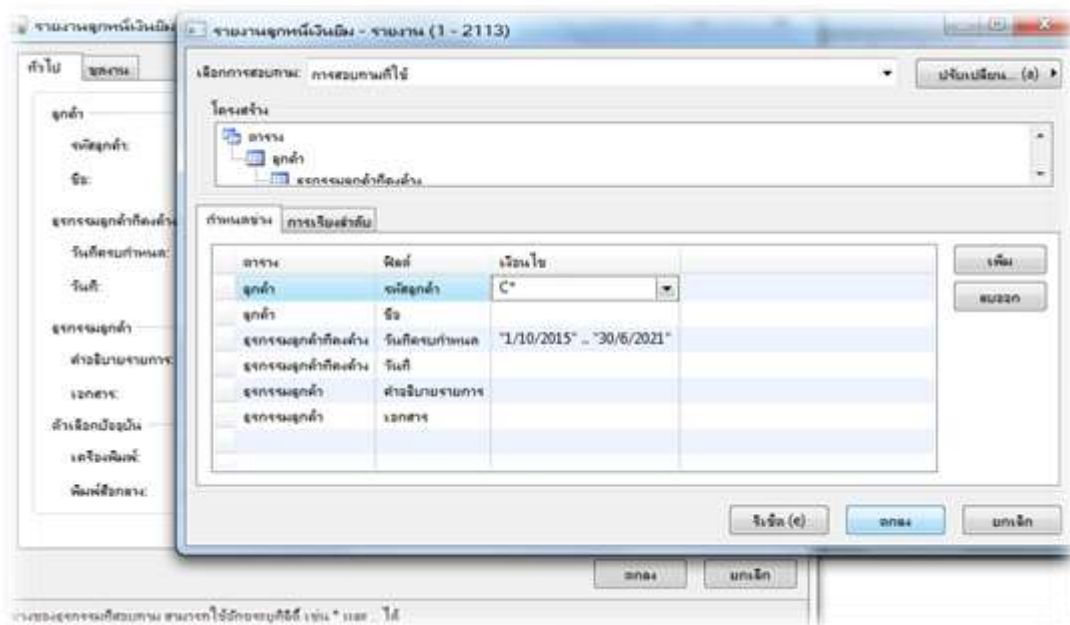 รายงานลูกหนี้เงินยืม
รายงานลูกหนี้เงินยืม - รายงาน (1 - 2113)
ทั่วไป
ชุดงาน
เลือกการสอบถาม:
การสอบถามที่ใช้
ปรับเปลี่ยน... (a)
โครงสร้าง
ตาราง
ลูกค้า
ธุรกรรมลูกค้าที่คงค้าง
ลูกค้า
รหัสลูกค้า:
ชื่อ:
ธุรกรรมลูกค้าที่คงค้าง
วันที่ครบกำหนด:
วันที่:
ธุรกรรมลูกค้า
คำอธิบายรายการ:
เอกสาร:
ตัวเลือกปัจจุบัน
เครื่องพิมพ์:
พิมพ์สื่อกลาง:
กำหนดช่วง
การเรียงลำดับ
ตาราง ฟิลด์ เงื่อนไข
ลูกค้า รหัสลูกค้า C*
ลูกค้า ชื่อ
ธุรกรรมลูกค้าที่คงค้าง วันที่ครบกำหนด "1/10/2015" .. "30/6/2021"
ธุรกรรมลูกค้าที่คงค้าง วันที่
ธุรกรรมลูกค้า คำอธิบายรายการ
ธุรกรรมลูกค้า เอกสาร
เพิ่ม
ลบออก
รีเซ็ต (e)
ตกลง
ยกเลิก
ตกลง
ยกเลิก
ของธุรกรรมที่สอบถาม สามารถใช้อักขระบุที่ได้ เช่น * และ .. ได้